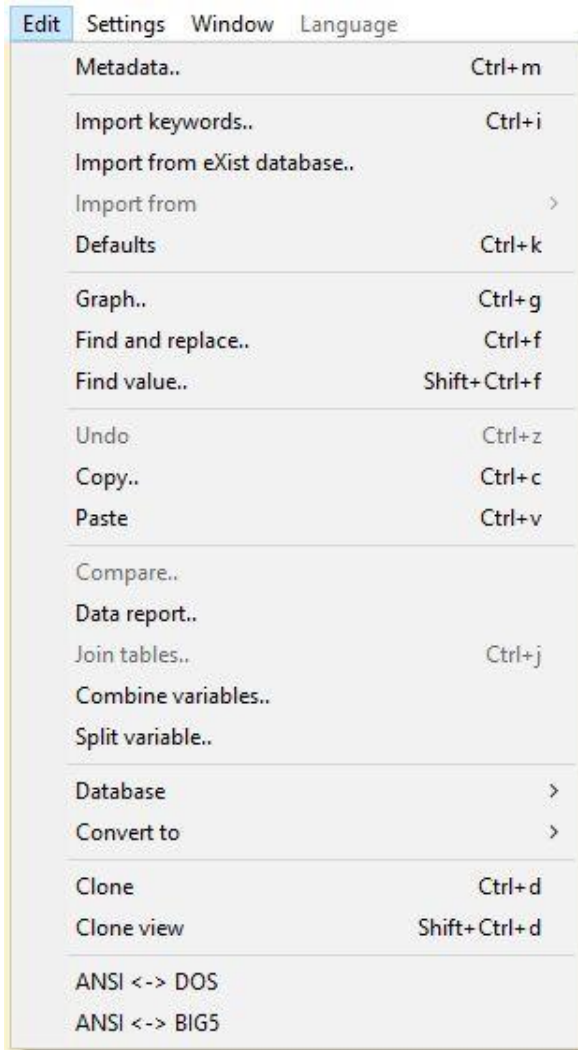 Edit Settings Window Language
Metadata.. Ctrl+m
Import keywords.. Ctrl+i
Import from eXist database..
Import from >
Defaults Ctrl+k
Graph.. Ctrl+g
Find and replace.. Ctrl+f
Find value.. Shift+Ctrl+f
Undo Ctrl+z
Copy.. Ctrl+c
Paste Ctrl+v
Compare..
Data report..
Join tables.. Ctrl+j
Combine variables..
Split variable..
Database >
Convert to >
Clone Ctrl+d
Clone view Shift+Ctrl+d
ANSI <-> DOS
ANSI <-> BIG5